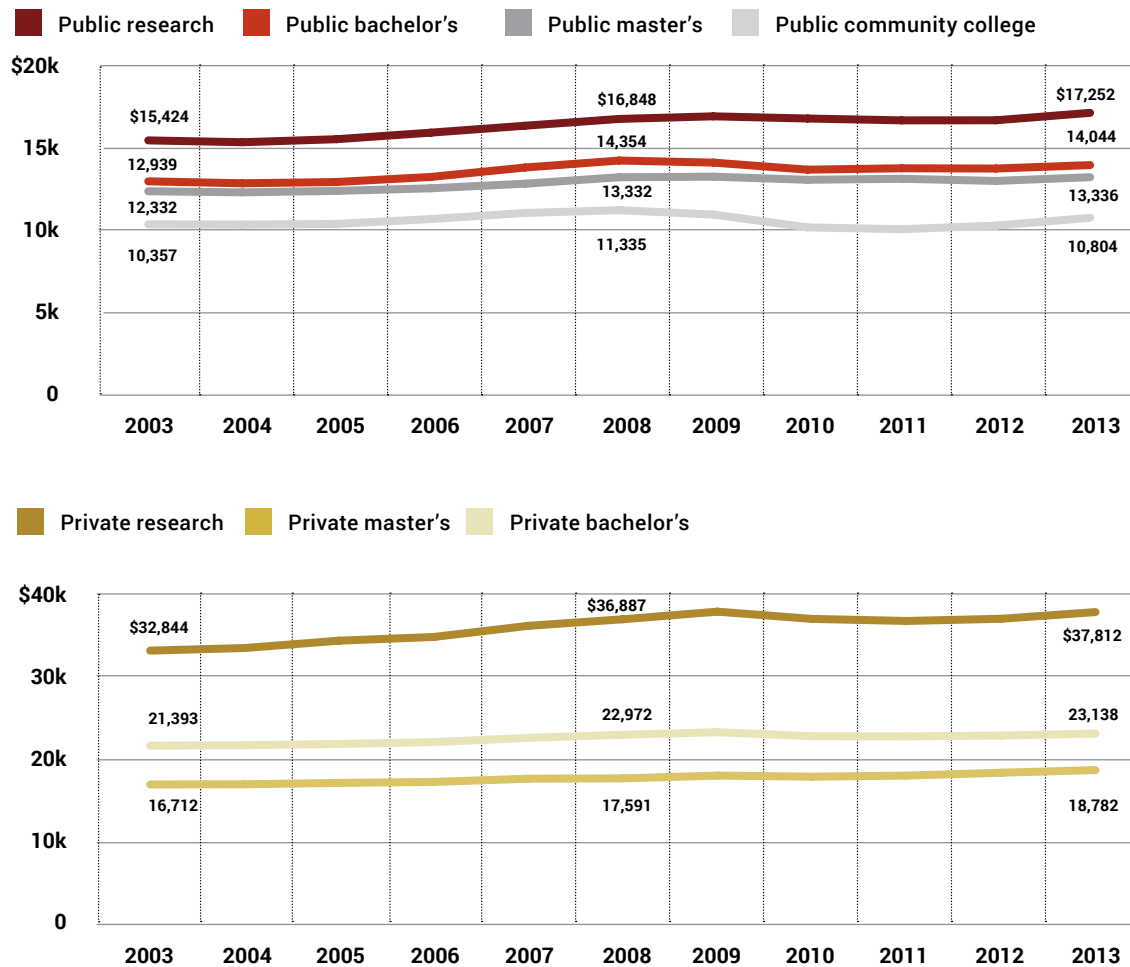 Public research Public bachelor's Public master's Public community college
$20k
$15,424 $16,848 $17,252
15k
12,939 14,354 14,044
12,332 13,332 13,336
10k
10,357 11,335 10,804
5k
0
2003 2004 2005 2006 2007 2008 2009 2010 2011 2012 2013
Private research Private master's Private bachelor's
$40k
$32,844 $36,887 $37,812
30k
21,393 22,972 23,138
20k
16,712 17,591 18,782
10k
0
2003 2004 2005 2006 2007 2008 2009 2010 2011 2012 2013